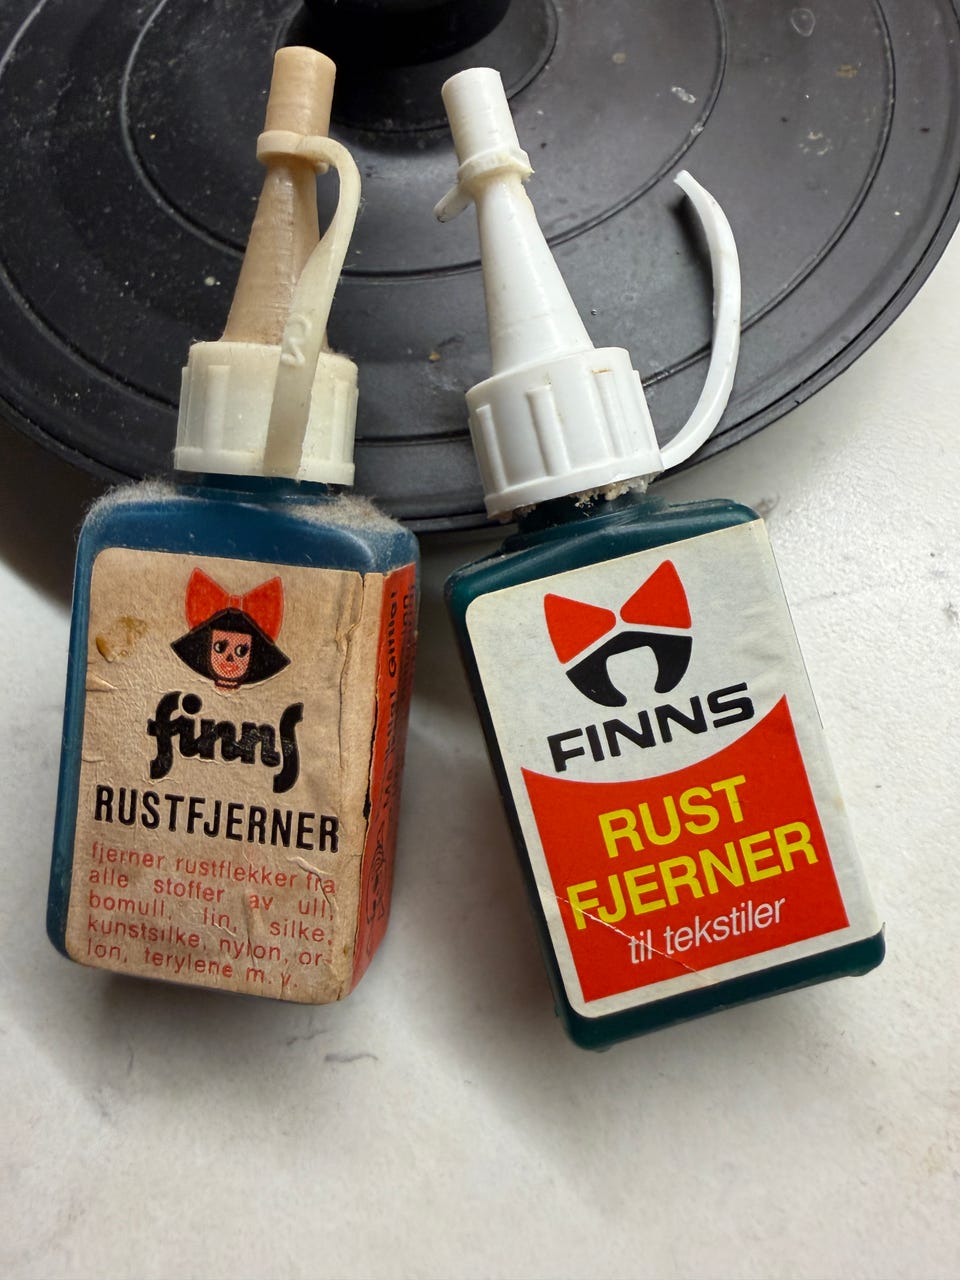 finns
RUSTFJERNER
fjerner rustflekker fra
alle stoffer av ull,
bomull, lin, silke,
kunstsilke, nylon, or-
lon, terylene m. v.
FINNS
RUST
FJERNER
til tekstiler